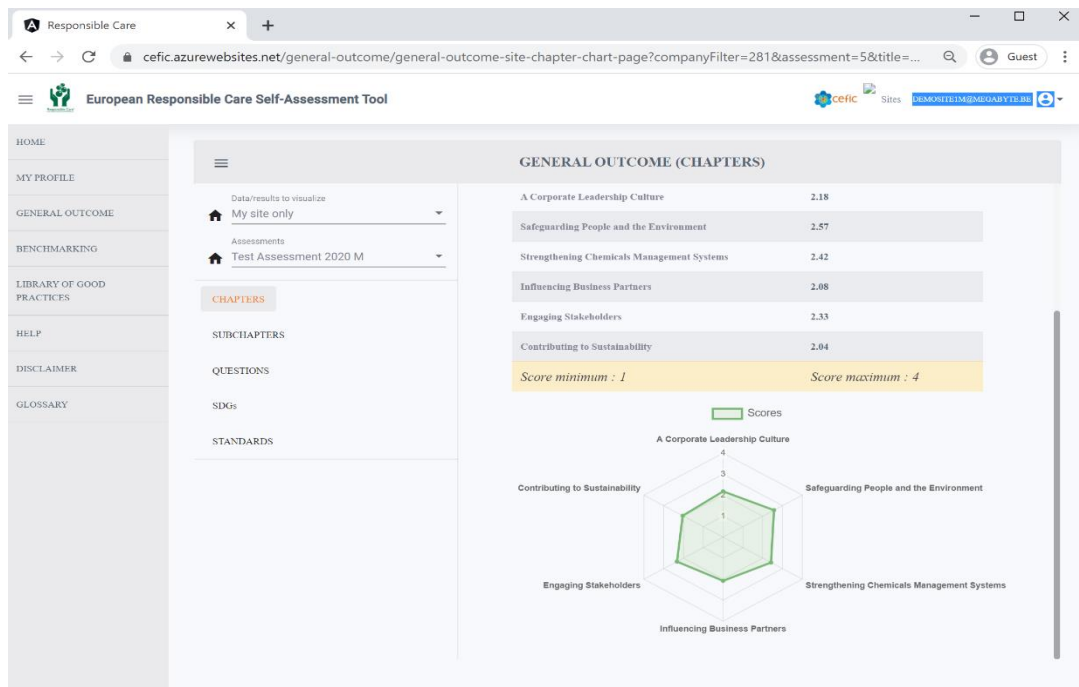 Responsible Care
cefic.azurewebsites.net/general-outcome/general-outcome-site-chapter-chart-page?companyFilter=281&assessment=5&title=...
Guest
European Responsible Care Self-Assessment Tool
cefic
Sites
DEMOSITE1M@MEGABYTE.BE
HOME
MY PROFILE
GENERAL OUTCOME
BENCHMARKING
LIBRARY OF GOOD
PRACTICES
HELP
DISCLAIMER
GLOSSARY
GENERAL OUTCOME (CHAPTERS)
Data/results to visualize
My site only
Assessments
Test Assessment 2020 M
CHAPTERS
SUBCHAPTERS
QUESTIONS
SDGs
STANDARDS
A Corporate Leadership Culture 2.18
Safeguarding People and the Environment 2.57
Strengthening Chemicals Management Systems 2.42
Influencing Business Partners 2.08
Engaging Stakeholders 2.33
Contributing to Sustainability 2.04
Score minimum : 1 Score maximum : 4
Scores
A Corporate Leadership Culture
4
3
2
1
Contributing to Sustainability
Safeguarding People and the Environment
Engaging Stakeholders
Strengthening Chemicals Management Systems
Influencing Business Partners